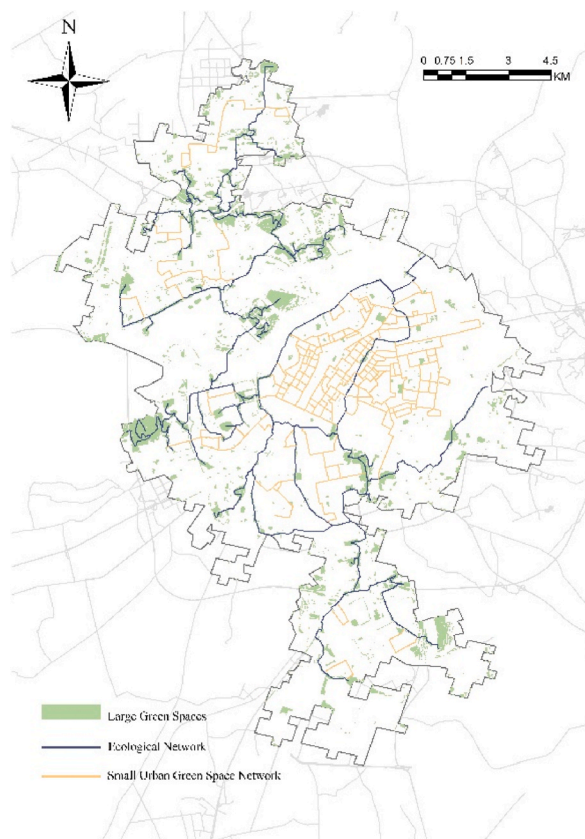 N
0 0.75 1.5 3 4.5
KM
Large Green Spaces
Ecological Network
Small Urban Green Space Network